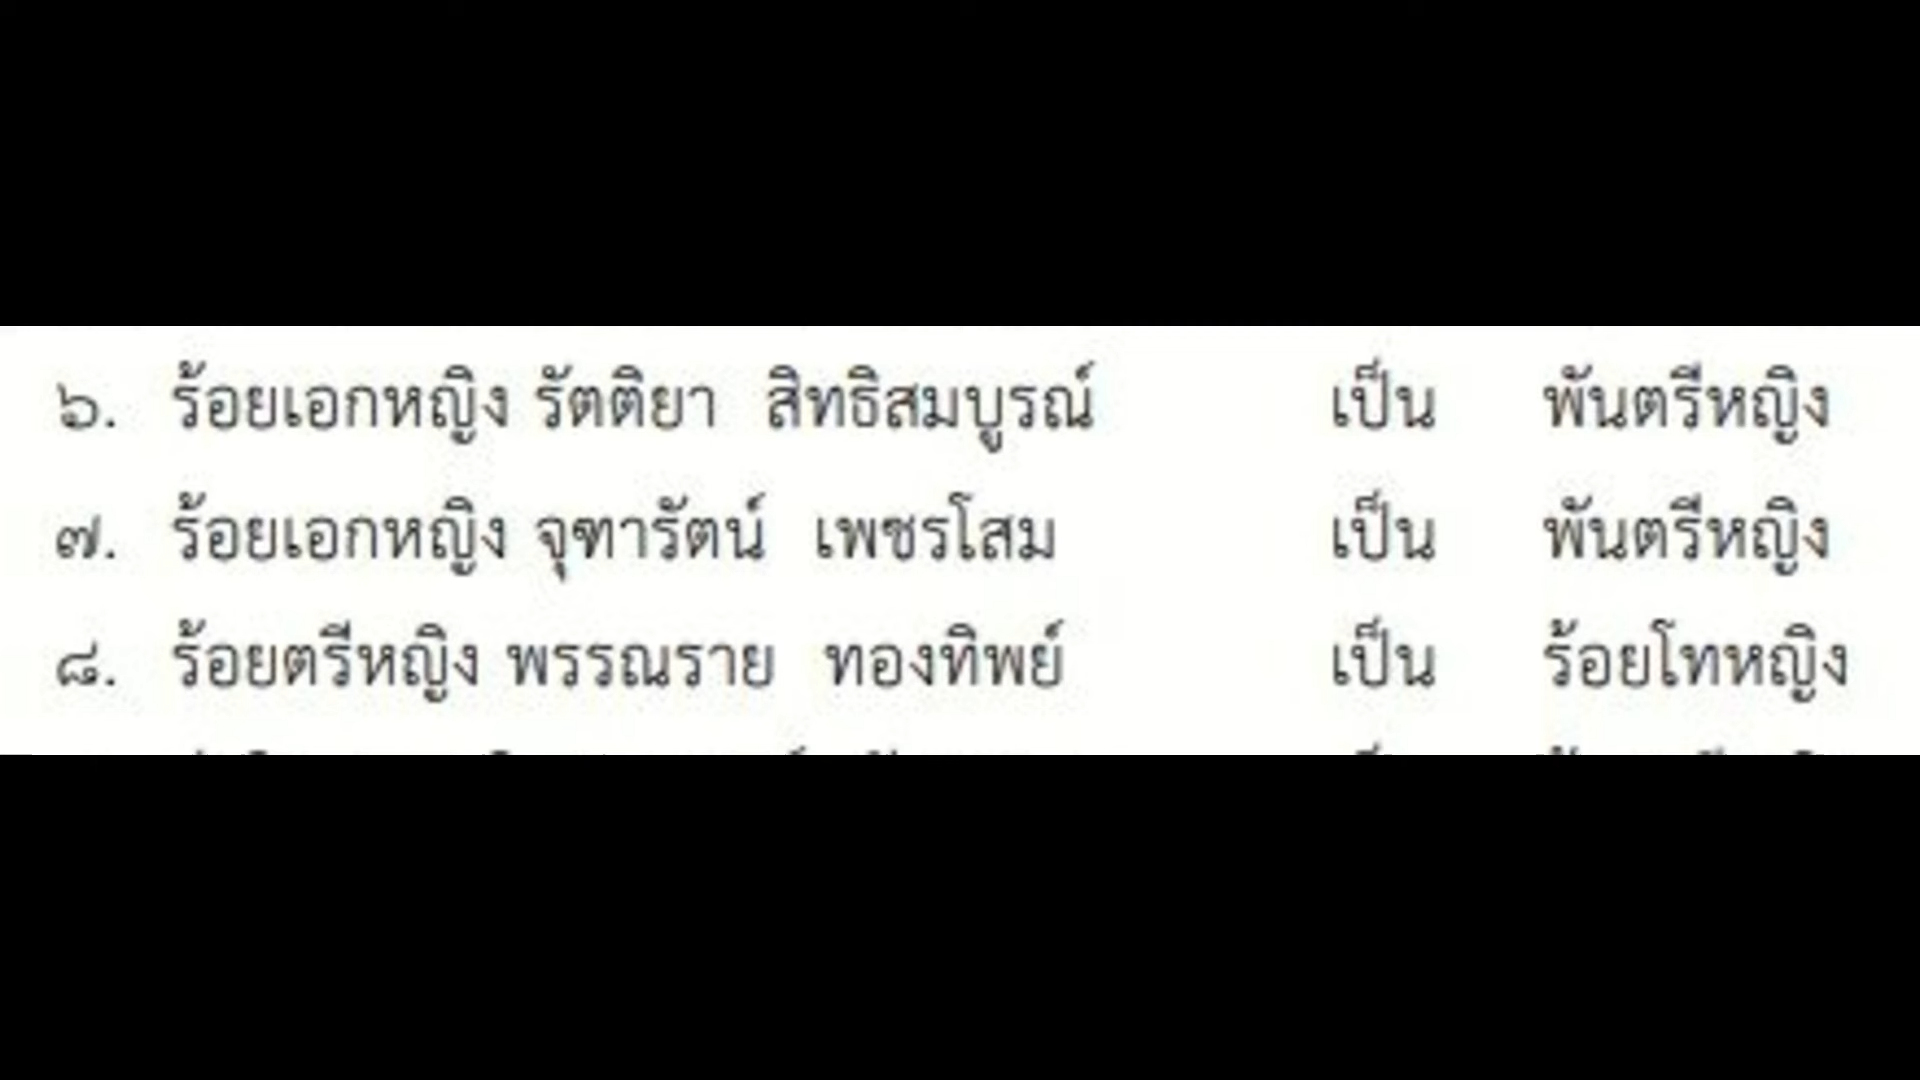 ๖. ร้อยเอกหญิง รัตติยา สิทธิสมบูรณ์ เป็น พันตรีหญิง
๗. ร้อยเอกหญิง จุฑารัตน์ เพชรโสม เป็น พันตรีหญิง
๘. ร้อยตรีหญิง พรรณราย ทองทิพย์ เป็น ร้อยโทหญิง